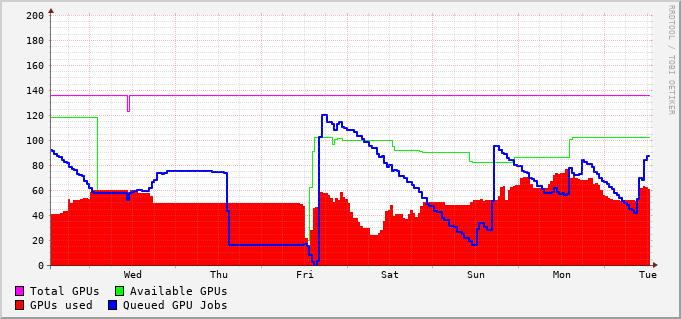 200
180
160
140
120
100
80
60
40
20
0
Wed Thu Fri Sat Sun Mon Tue
Total GPUs Available GPUs
GPUs used Queued GPU Jobs
RRDTOOL / TOBI OETIKER